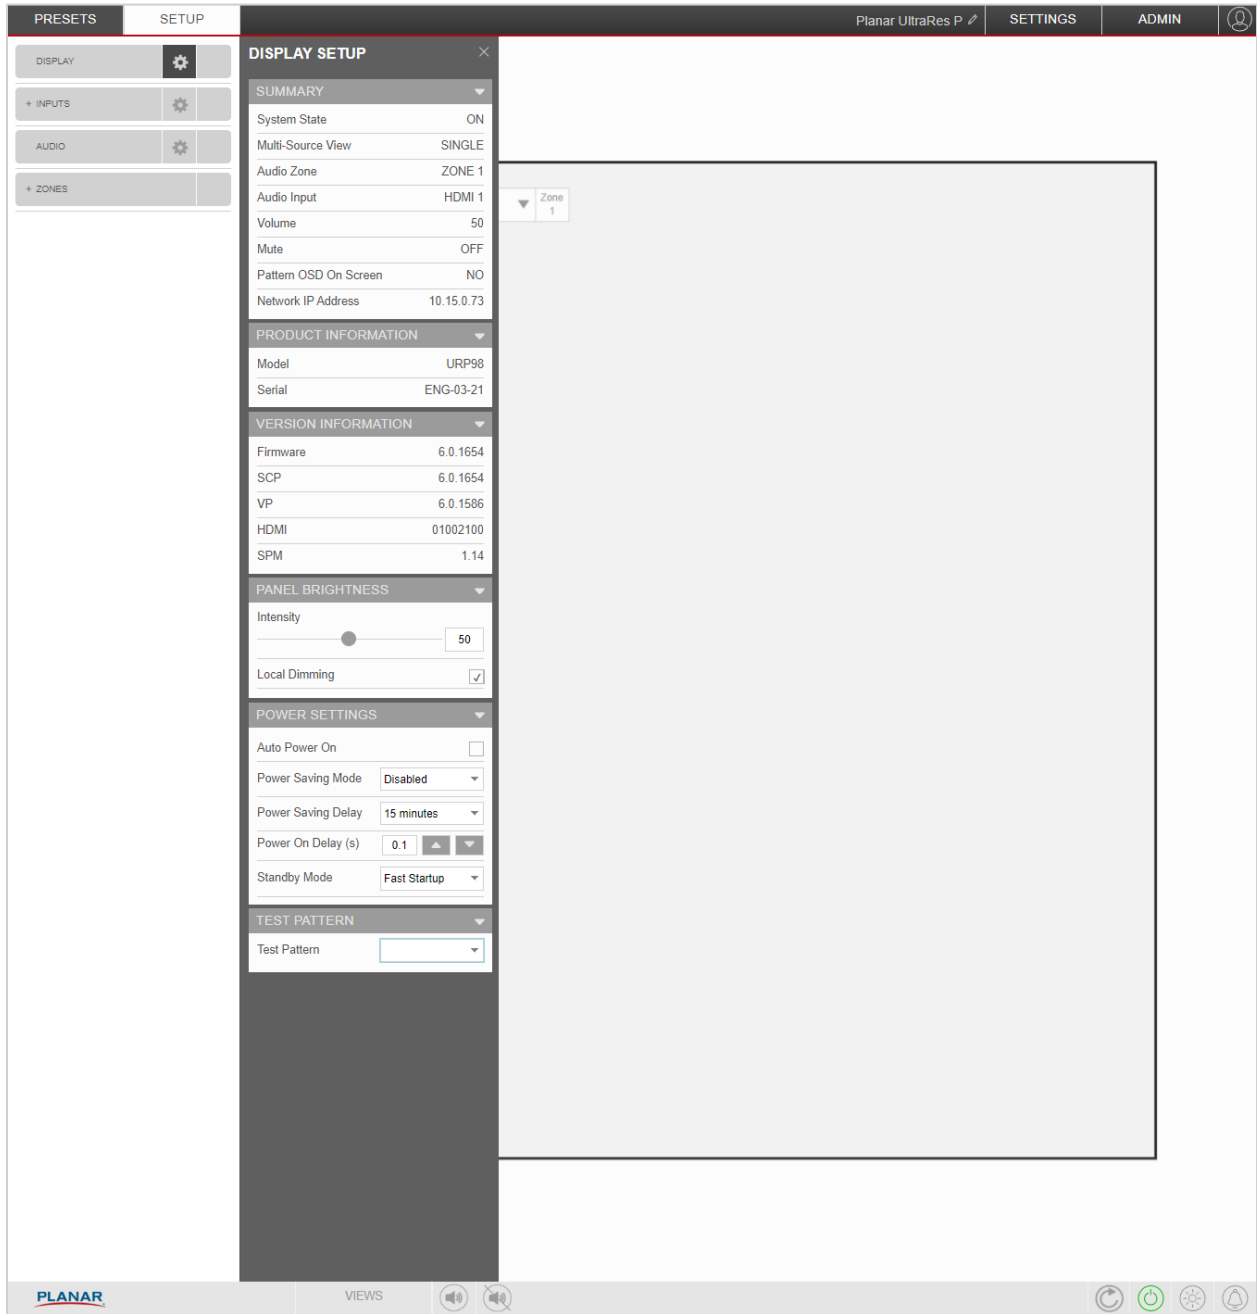 PRESETS SETUP Planar UltraRes P SETTINGS ADMIN
DISPLAY
+ INPUTS
AUDIO
+ ZONES
DISPLAY SETUP
SUMMARY
System State ON
Multi-Source View SINGLE
Audio Zone ZONE 1
Audio Input HDMI 1
Volume 50
Mute OFF
Pattern OSD On Screen NO
Network IP Address 10.15.0.73
PRODUCT INFORMATION
Model URP98
Serial ENG-03-21
VERSION INFORMATION
Firmware 6.0.1654
SCP 6.0.1654
VP 6.0.1586
HDMI 01002100
SPM 1.14
PANEL BRIGHTNESS
Intensity
50
Local Dimming
POWER SETTINGS
Auto Power On
Power Saving Mode Disabled
Power Saving Delay 15 minutes
Power On Delay (s) 0.1
Standby Mode Fast Startup
TEST PATTERN
Test Pattern
Zone
1
PLANAR VIEWS